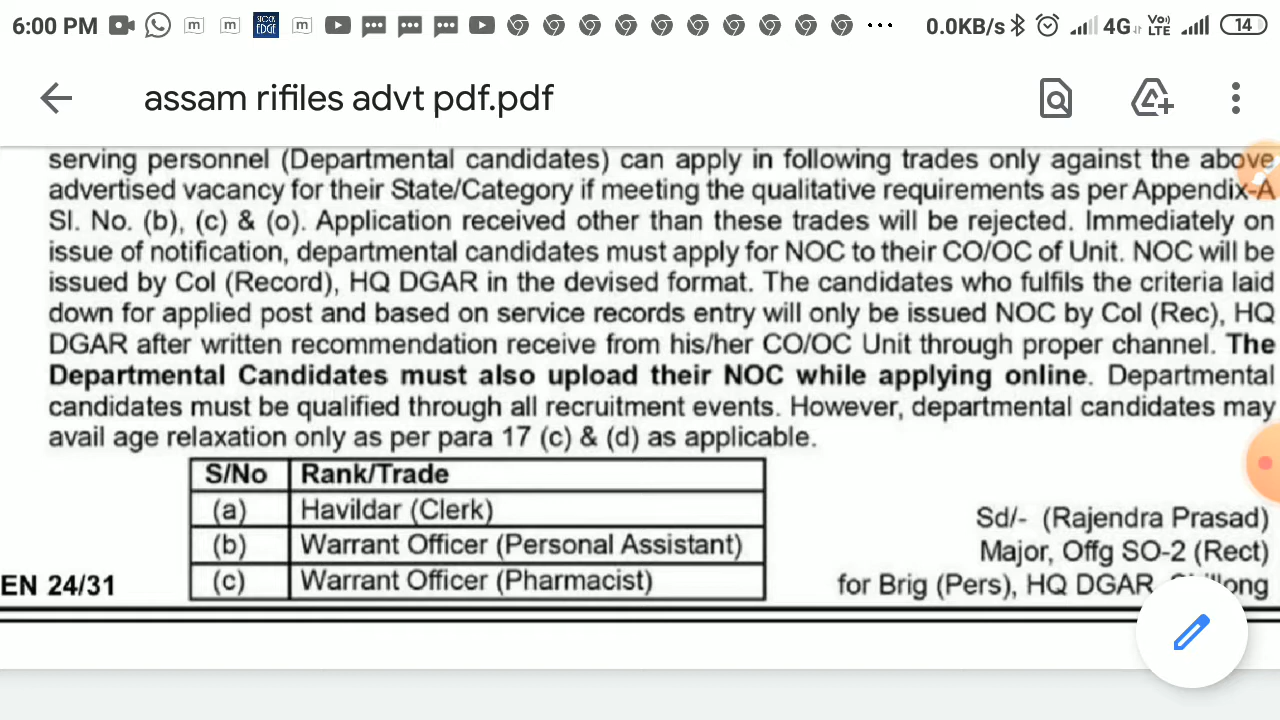 6:00 PM
0.0KB/s 4G VoLTE 14
assam rifiles advt pdf.pdf
serving personnel (Departmental candidates) can apply in following trades only against the above
advertised vacancy for their State/Category if meeting the qualitative requirements as per Appendix-A
Sl. No. (b), (c) & (o). Application received other than these trades will be rejected. Immediately on
issue of notification, departmental candidates must apply for NOC to their CO/OC of Unit. NOC will be
issued by Col (Record), HQ DGAR in the devised format. The candidates who fulfils the criteria laid
down for applied post and based on service records entry will only be issued NOC by Col (Rec), HQ
DGAR after written recommendation receive from his/her CO/OC Unit through proper channel. The
Departmental Candidates must also upload their NOC while applying online. Departmental
candidates must be qualified through all recruitment events. However, departmental candidates may
avail age relaxation only as per para 17 (c) & (d) as applicable.
S/No Rank/Trade
(a) Havildar (Clerk)
(b) Warrant Officer (Personal Assistant)
(c) Warrant Officer (Pharmacist)
Sd/- (Rajendra Prasad)
Major, Offg SO-2 (Rect)
for Brig (Pers), HQ DGAR
EN 24/31